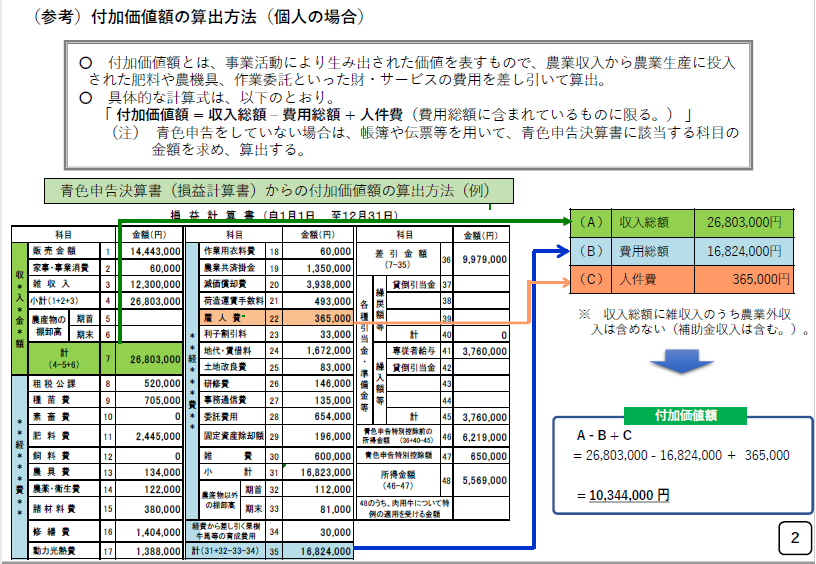 （参考）付加価値額の算出方法（個人の場合）
○　付加価値額とは、事業活動により生み出された価値を表すもので、農業収入から農業生産に投入
された肥料や農機具、作業委託といった財・サービスの費用を差し引いて算出。
○　具体的な計算式は、以下のとおり。
「 付加価値額 = 収入総額 – 費用総額 + 人件費（費用総額に含まれているものに限る。） 」
（注）　青色申告をしていない場合は、帳簿や伝票等を用いて、青色申告決算書に該当する科目の
金額を求め、算出する。
青色申告決算書（損益計算書）からの付加価値額の算出方法（例）
損 益 計 算 書（自1月1日　至12月31日）
科目 金額(円)
収入金額
販 売 金 額 1 14,443,000
家事・事業消費 2 60,000
雑 収 入 3 12,300,000
小計(1+2+3) 4 26,803,000
農産物の棚卸高 期首 5
期末 6
計
(4-5+6) 7 26,803,000
＊＊経＊＊費＊＊
租 税 公 課 8 520,000
種 苗 費 9 705,000
素 畜 費 10 0
肥 料 費 11 2,445,000
飼 料 費 12 0
農 具 費 13 134,000
農薬・衛生費 14 122,000
諸 材 料 費 15 380,000
修 繕 費 16 1,404,000
動力光熱費 17 1,388,000
科目 金額(円)
＊＊経＊＊費＊＊
作業用衣料費 18 60,000
農業共済掛金 19 1,350,000
減価償却費 20 3,938,000
荷造運賃手数料 21 493,000
雇 人 費 22 365,000
利子割引料 23 33,000
地代・賃借料 24 1,672,000
土地改良費 25 83,000
研修費 26 146,000
事務通信費 27 135,000
委託費用 28 654,000
固定資産除却額 29 196,000
雑 費 30 600,000
小 計 31 16,823,000
農産物以外の棚卸高 期首 32 112,000
期末 33 81,000
経費から差し引く果樹
牛馬等の育成費用 34 30,000
計(31+32-33-34) 35 16,824,000
科目 金額(円)
差 引 金 額
(7-35) 36 9,979,000
各種引当金・準備金等
繰戻額等
貸倒引当金 37
38
39
計 40 0
繰入額等
専従者給与 41 3,760,000
貸倒引当金 42
43
44
計 45 3,760,000
青色申告特別控除前の
所得金額　(36+40-45) 46 6,219,000
青色申告特別控除額 47 650,000
所得金額
(46-47) 48 5,569,000
48のうち、肉用牛について特
例の適用を受ける金額
（A） 収入総額 26,803,000円
（B） 費用総額 16,824,000円
（C） 人件費 365,000円
※　収入総額に雑収入のうち農業外収
入は含めない（補助金収入は含む。）。
付加価値額
A - B + C
= 26,803,000 - 16,824,000 + 365,000
= 10,344,000 円
2